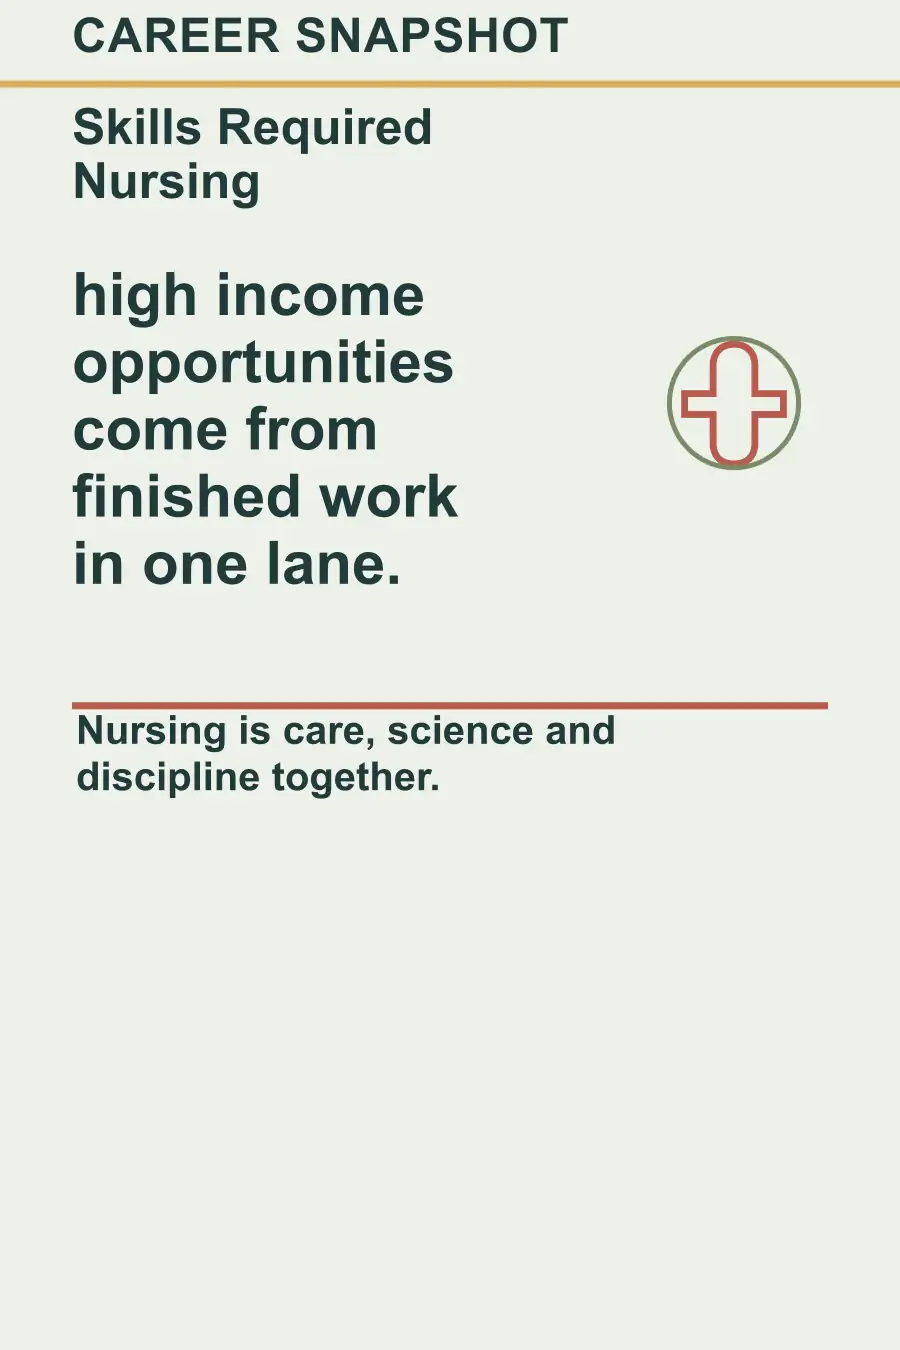 CAREER SNAPSHOT
Skills Required
Nursing
high income
opportunities
come from
finished work
in one lane.
Nursing is care, science and
discipline together.